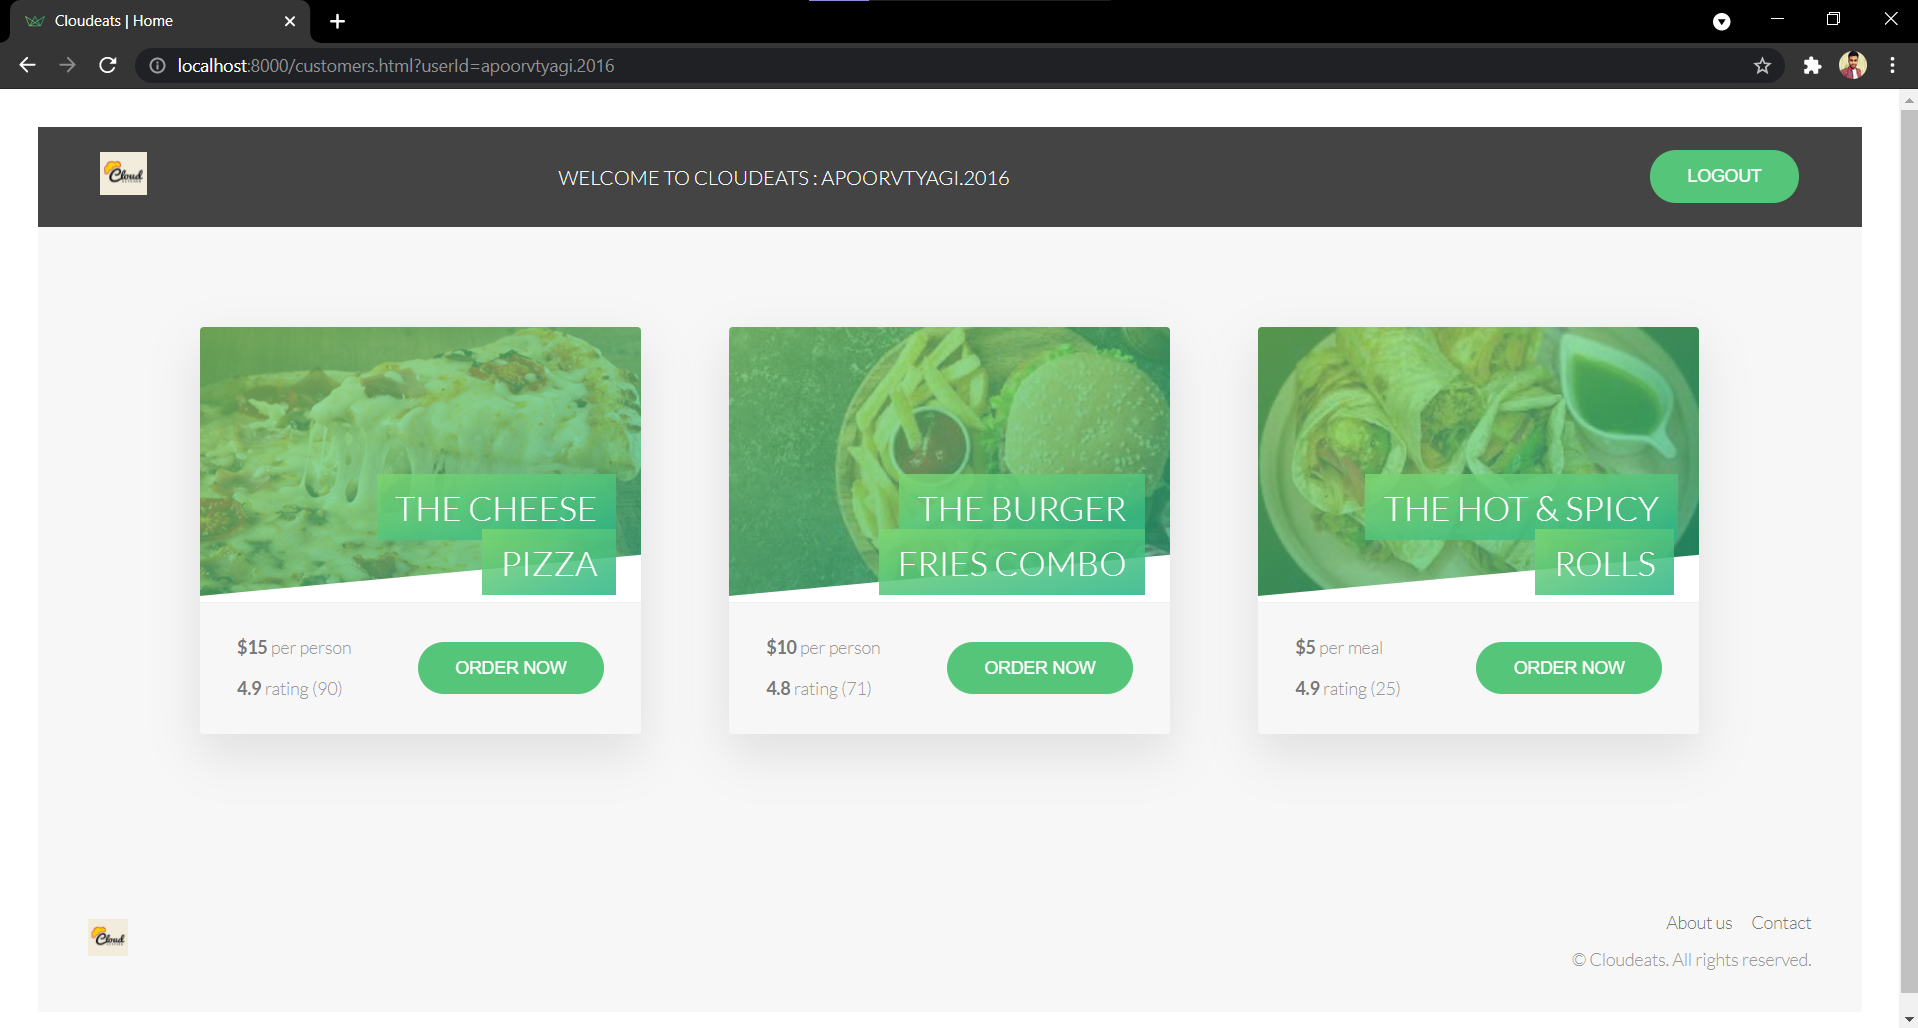 Cloudeats | Home
localhost:8000/customers.html?userId=apoorvtyagi.2016
Cloud
WELCOME TO CLOUDEATS : APOORVTYAGI.2016
LOGOUT
THE CHEESE
PIZZA
$15 per person
4.9 rating (90)
ORDER NOW
THE BURGER
FRIES COMBO
$10 per person
4.8 rating (71)
ORDER NOW
THE HOT & SPICY
ROLLS
$5 per meal
4.9 rating (25)
ORDER NOW
Cloud
About us Contact
© Cloudeats. All rights reserved.